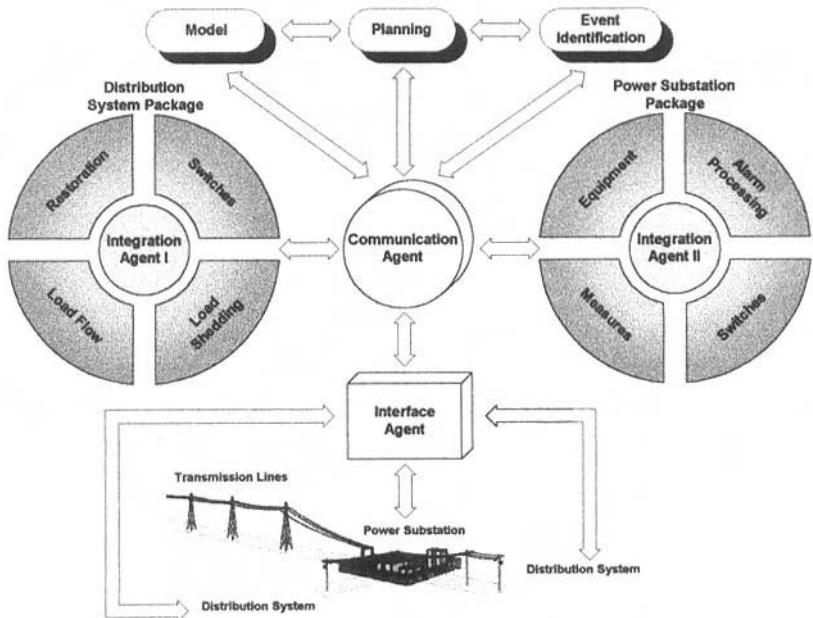 Model
Planning
Event
Identification
Distribution
System Package
Power Substation
Package
Restoration
Switches
Integration
Agent I
Load Flow
Load
Shedding
Communication
Agent
Equipment
Alarm
Processing
Integration
Agent II
Measures
Switches
Interface
Agent
Transmission Lines
Power Substation
Distribution System
Distribution System